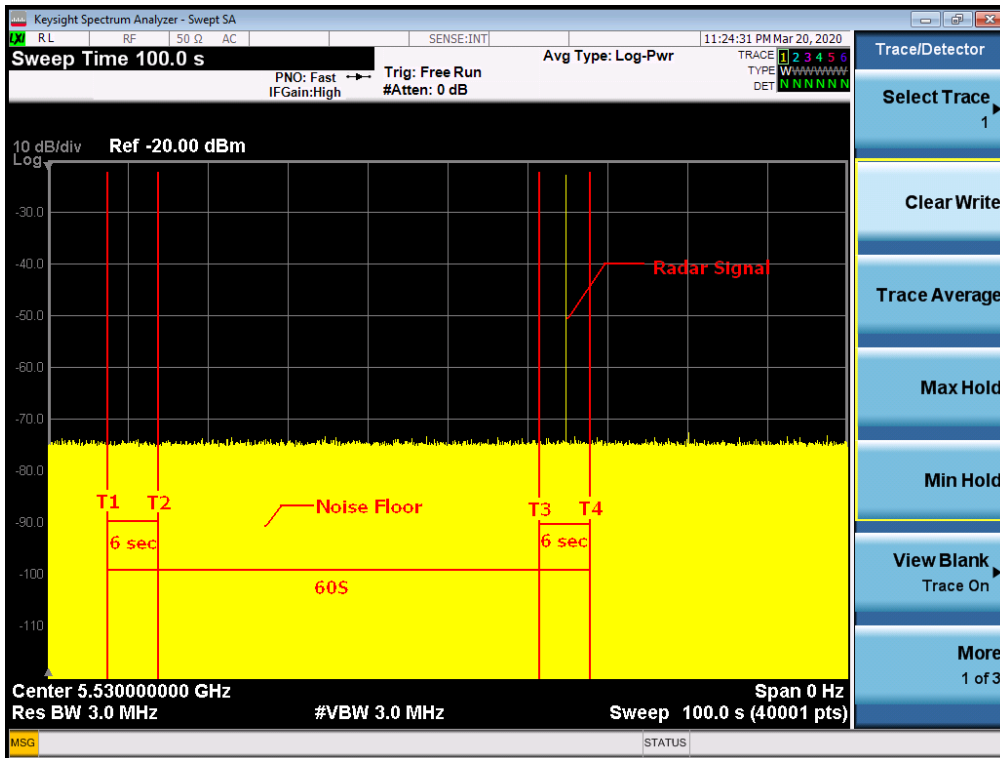 Keysight Spectrum Analyzer - Swept SA
LXI RL RF 50 Ω AC SENSE:INT 11:24:31 PM Mar 20, 2020
Sweep Time 100.0 s
PNO: Fast
IFGain:High
Trig: Free Run
#Atten: 0 dB
Avg Type: Log-Pwr
TRACE 1 2 3 4 5 6
TYPE WWWWWW
DET N N N N N N
10 dB/div Ref -20.00 dBm
Log
-30.0
-40.0
Radar Signal
-50.0
-60.0
-70.0
-80.0
T1 T2 Noise Floor T3 T4
-90.0
6 sec 6 sec
-100
60S
-110
Center 5.530000000 GHz Span 0 Hz
Res BW 3.0 MHz #VBW 3.0 MHz Sweep 100.0 s (40001 pts)
MSG STATUS
Trace/Detector
Select Trace
1
Clear Write
Trace Average
Max Hold
Min Hold
View Blank
Trace On
More
1 of 3